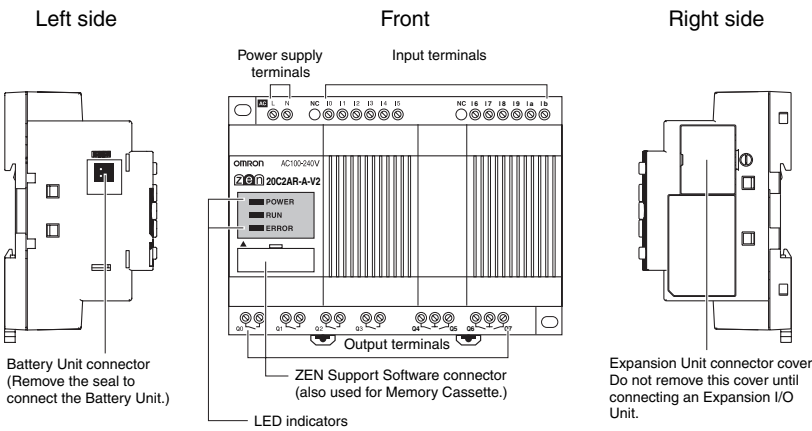 Left side
Front
Right side
Power supply
terminals
Input terminals
AC L N NC I0 I1 I2 I3 I4 I5 NC I6 I7 I8 I9 Ia Ib
OMRON AC100-240V
ZEN 20C2AR-A-V2
POWER
RUN
ERROR
Q0 Q1 Q2 Q3 Q4 Q5 Q6 Q7
Output terminals
Battery Unit connector
(Remove the seal to
connect the Battery Unit.)
ZEN Support Software connector
(also used for Memory Cassette.)
LED indicators
Expansion Unit connector cover
Do not remove this cover until
connecting an Expansion I/O
Unit.